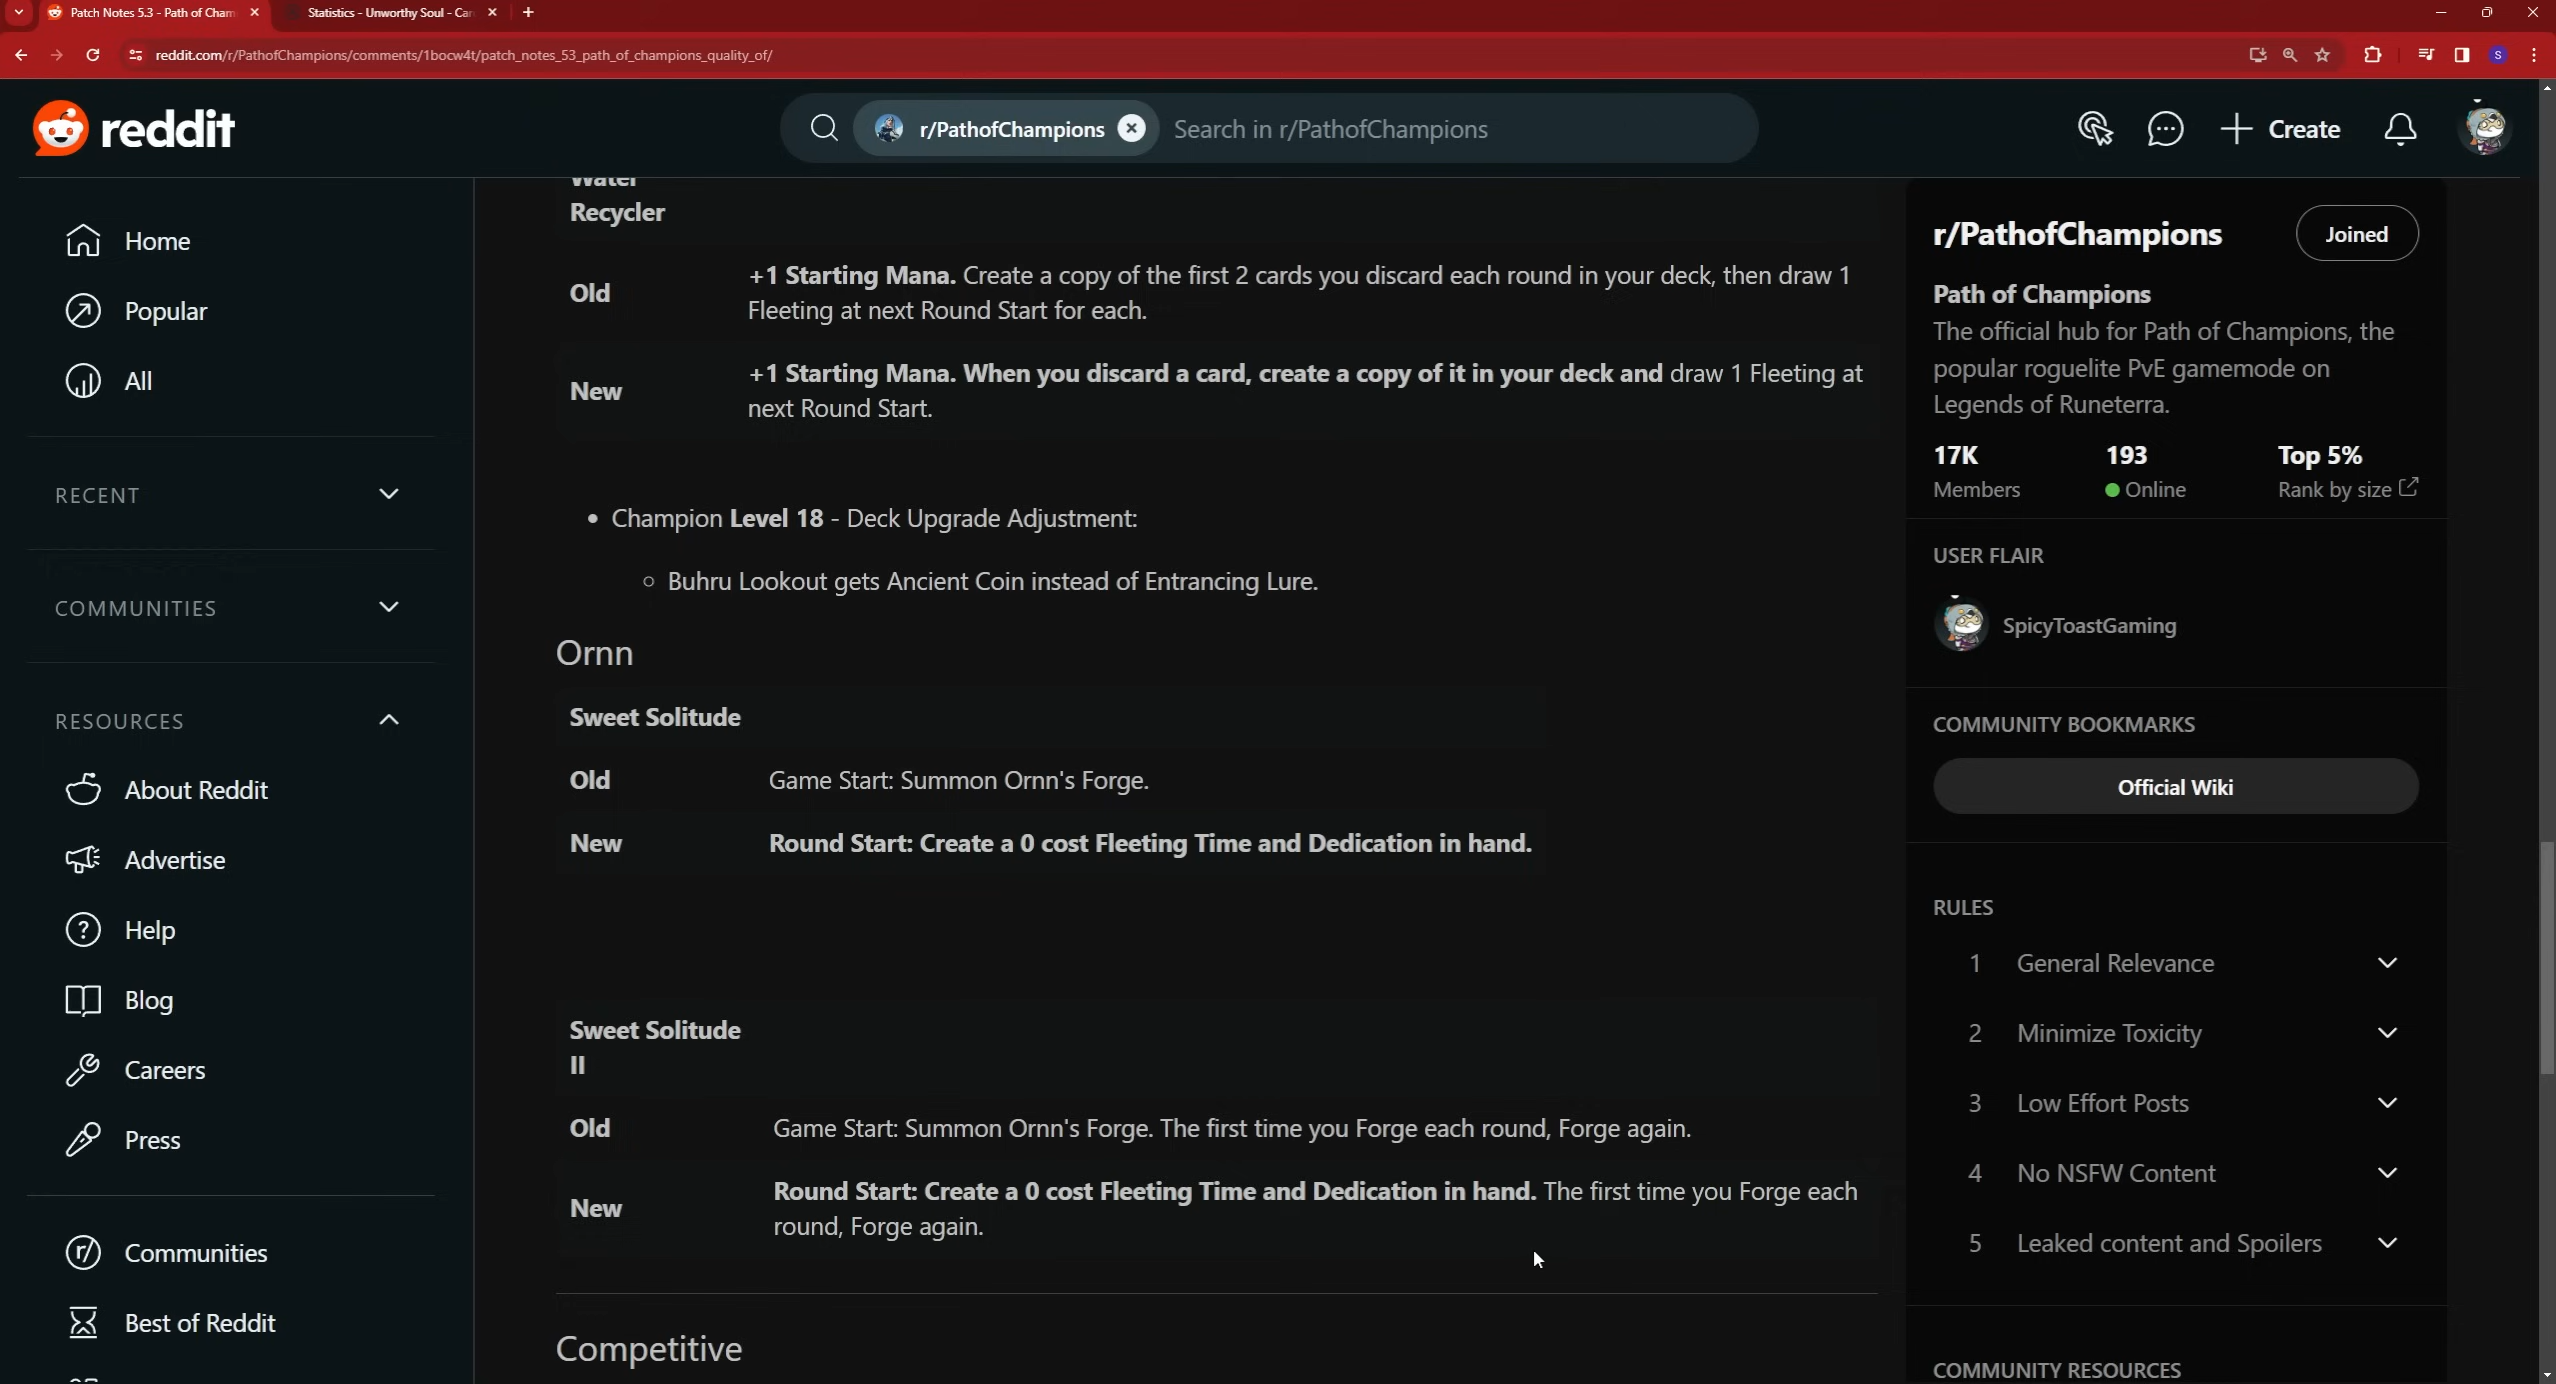 Patch Notes 5.3 - Path of Cham
Statistics - Unworthy Soul - Ca
reddit.com/r/PathofChampions/comments/1bocw4t/patch_notes_53_path_of_champions_quality_of/
S
reddit
r/PathofChampions
Search in r/PathofChampions
Create
Home
Popular
All
RECENT
COMMUNITIES
RESOURCES
About Reddit
Advertise
Help
Blog
Careers
Press
Communities
Best of Reddit
Water
Recycler
Old
+1 Starting Mana. Create a copy of the first 2 cards you discard each round in your deck, then draw 1
Fleeting at next Round Start for each.
New
+1 Starting Mana. When you discard a card, create a copy of it in your deck and draw 1 Fleeting at
next Round Start.
• Champion Level 18 - Deck Upgrade Adjustment:
○ Buhru Lookout gets Ancient Coin instead of Entrancing Lure.
Ornn
Sweet Solitude
Old
Game Start: Summon Ornn's Forge.
New
Round Start: Create a 0 cost Fleeting Time and Dedication in hand.
Sweet Solitude
II
Old
Game Start: Summon Ornn's Forge. The first time you Forge each round, Forge again.
New
Round Start: Create a 0 cost Fleeting Time and Dedication in hand. The first time you Forge each
round, Forge again.
Competitive
r/PathofChampions
Joined
Path of Champions
The official hub for Path of Champions, the
popular roguelite PvE gamemode on
Legends of Runeterra.
17K
193
Top 5%
Members
Online
Rank by size
USER FLAIR
SpicyToastGaming
COMMUNITY BOOKMARKS
Official Wiki
RULES
1 General Relevance
2 Minimize Toxicity
3 Low Effort Posts
4 No NSFW Content
5 Leaked content and Spoilers
COMMUNITY RESOURCES